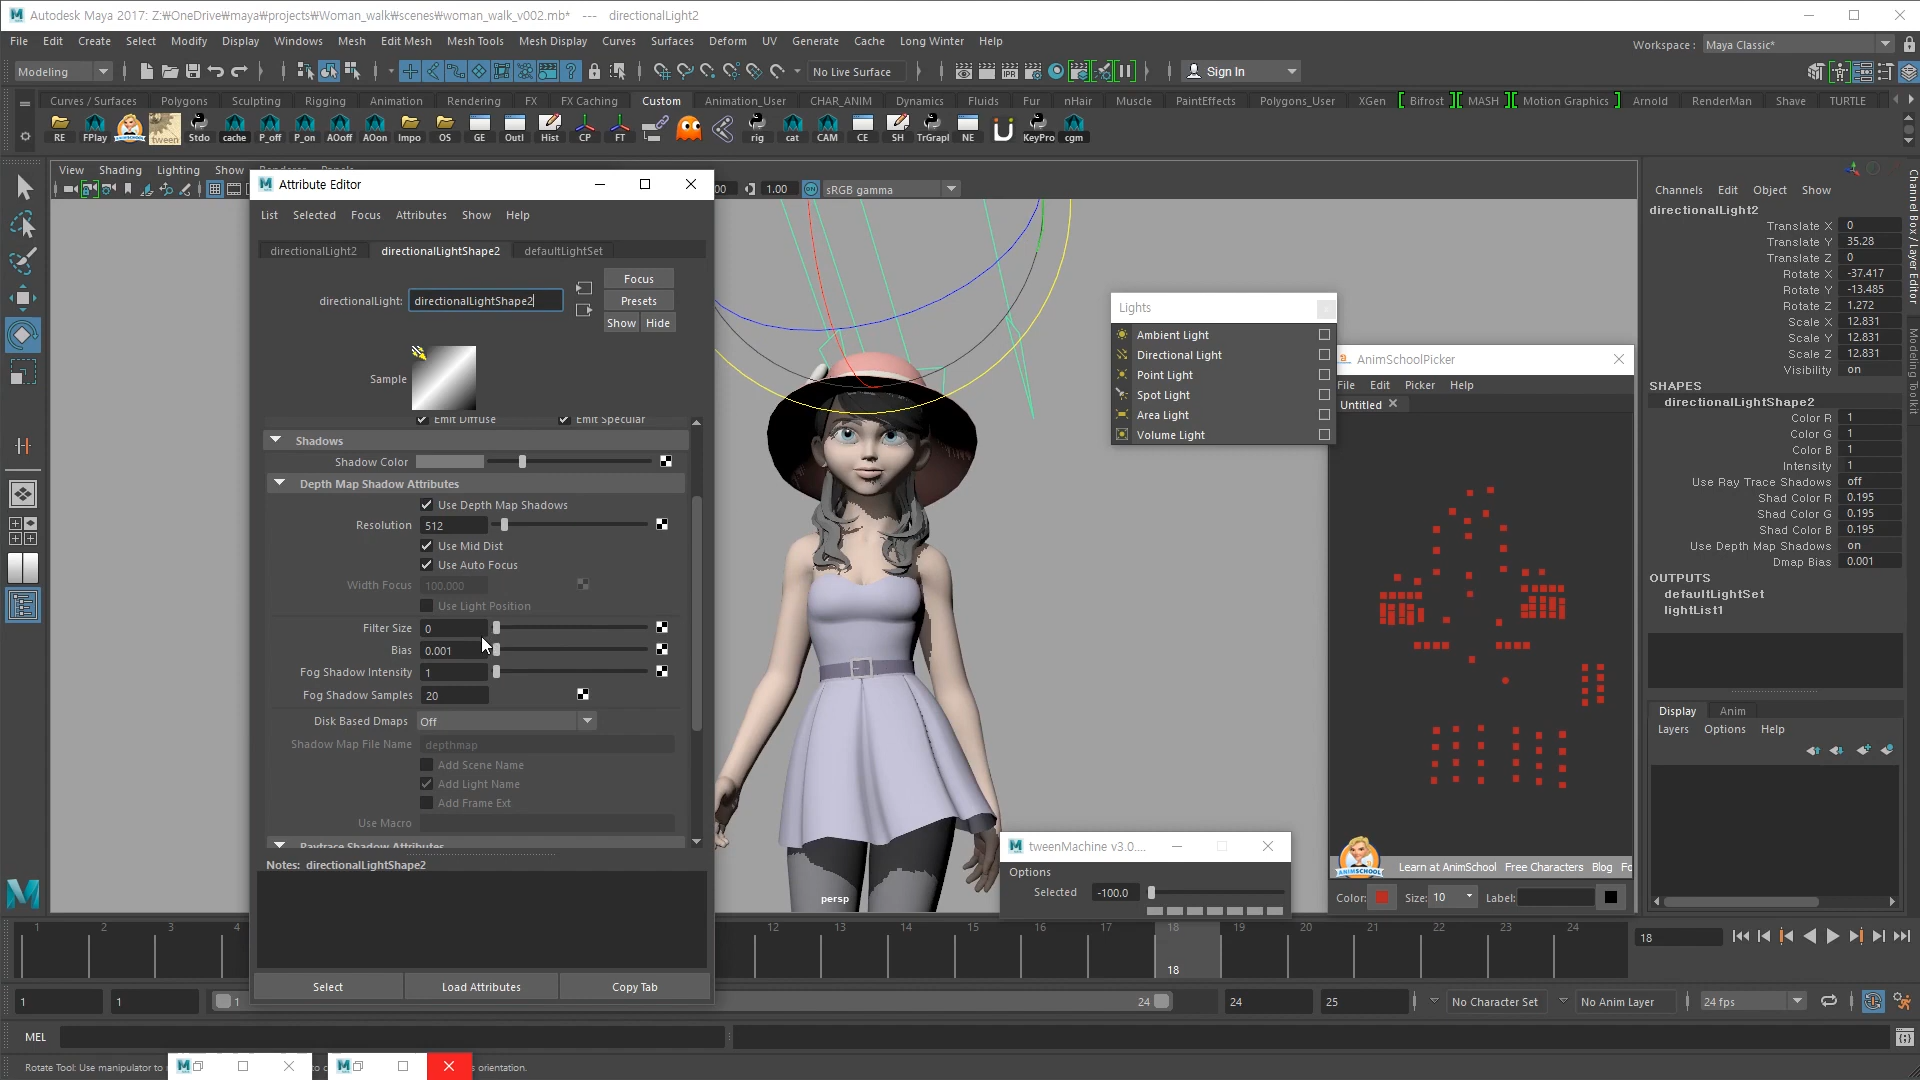 Autodesk Maya 2017: Z:₩OneDrive₩maya₩projects₩Woman_walk₩scenes₩woman_walk_v002.mb* --- directionalLight2
File Edit Create Select Modify Display Windows Mesh Edit Mesh Mesh Tools Mesh Display Curves Surfaces Deform UV Generate Cache Long Winter Help
Workspace : Maya Classic*
Modeling
No Live Surface
Sign In
Curves / Surfaces Polygons Sculpting Rigging Animation Rendering FX FX Caching Custom Animation_User CHAR_ANIM Dynamics Fluids Fur nHair Muscle PaintEffects Polygons_User XGen Bifrost MASH Motion Graphics Arnold RenderMan Shave TURTLE
RE FPlay tween Stdo cache P_off P_on AOoff AOon Impo OS GE Outl Hist CP FT rig cat CAM CE SH TrGrapl NE KeyPro cgm
View Shading Lighting Show
00 1.00 ON sRGB gamma
Attribute Editor
List Selected Focus Attributes Show Help
directionalLight2 directionalLightShape2 defaultLightSet
directionalLight: directionalLightShape2
Focus
Presets
Show Hide
Sample
Emit Diffuse Emit Specular
Shadows
Shadow Color
Depth Map Shadow Attributes
Use Depth Map Shadows
Resolution 512
Use Mid Dist
Use Auto Focus
Width Focus 100.000
Use Light Position
Filter Size 0
Bias 0.001
Fog Shadow Intensity 1
Fog Shadow Samples 20
Disk Based Dmaps Off
Shadow Map File Name depthmap
Add Scene Name
Add Light Name
Add Frame Ext
Use Macro
Raytrace Shadow Attributes
Notes: directionalLightShape2
Select Load Attributes Copy Tab
persp
Lights
Ambient Light
Directional Light
Point Light
Spot Light
Area Light
Volume Light
AnimSchoolPicker
File Edit Picker Help
Untitled
ANIMSCHOOL
Learn at AnimSchool Free Characters Blog Fo
Color: Size: 10 Label:
tweenMachine v3.0....
Options
Selected -100.0
Channels Edit Object Show
directionalLight2
Translate X 0
Translate Y 35.28
Translate Z 0
Rotate X -37.417
Rotate Y -13.485
Rotate Z 1.272
Scale X 12.831
Scale Y 12.831
Scale Z 12.831
Visibility on
SHAPES
directionalLightShape2
Color R 1
Color G 1
Color B 1
Intensity 1
Use Ray Trace Shadows off
Shad Color R 0.195
Shad Color G 0.195
Shad Color B 0.195
Use Depth Map Shadows on
Dmap Bias 0.001
OUTPUTS
defaultLightSet
lightList1
Display Anim
Layers Options Help
Channel Box / Layer Editor
Modeling Toolkit
1 2 3 4 12 13 14 15 16 17 18 19 20 21 22 23 24
18
18
1 1 1 24 24 25 No Character Set No Anim Layer 24 fps
MEL
Rotate Tool: Use manipulator to
s orientation.